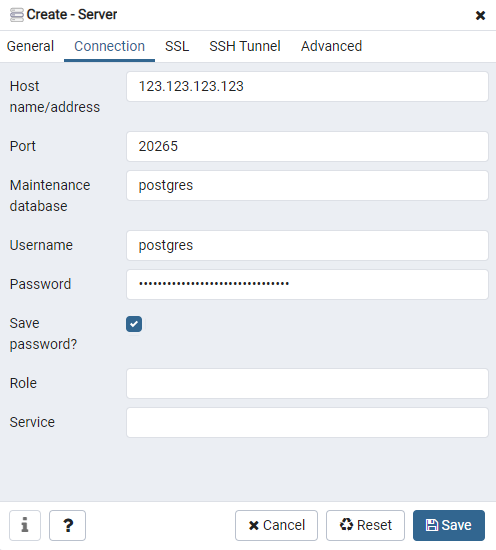 Create - Server
General Connection SSL SSH Tunnel Advanced
Host name/address 123.123.123.123
Port 20265
Maintenance database postgres
Username postgres
Password ••••••••••••••••••••••••••••••••
Save password?
Role
Service
i ? Cancel Reset Save